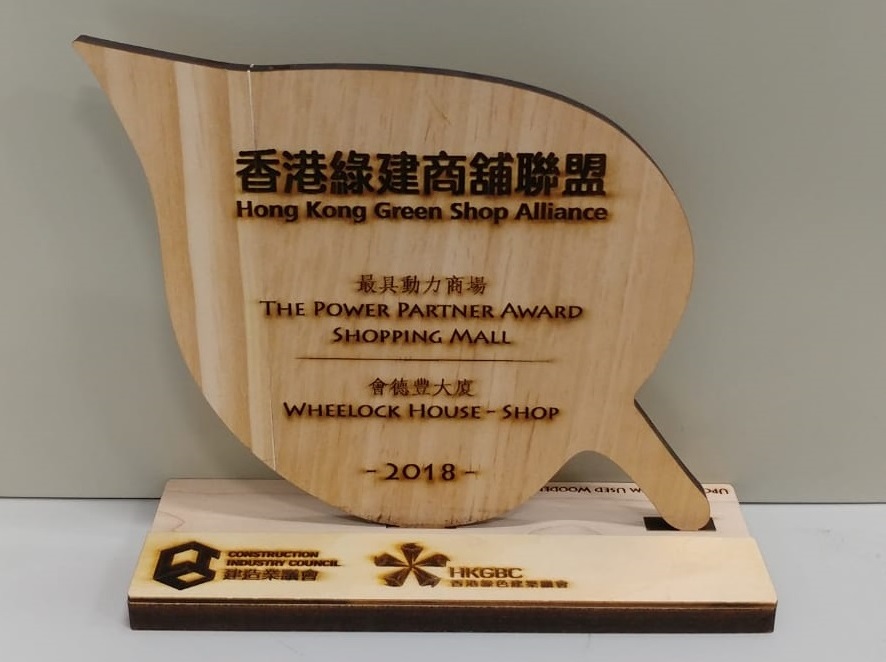 香港綠建商舖聯盟
Hong Kong Green Shop Alliance
最具動力商場
THE POWER PARTNER AWARD
SHOPPING MALL
會德豐大廈
WHEELOCK HOUSE - SHOP
- 2018 -
USED WOODEN
CONSTRUCTION
INDUSTRY COUNCIL
建造業議會
HKGBC
香港綠色建築議會